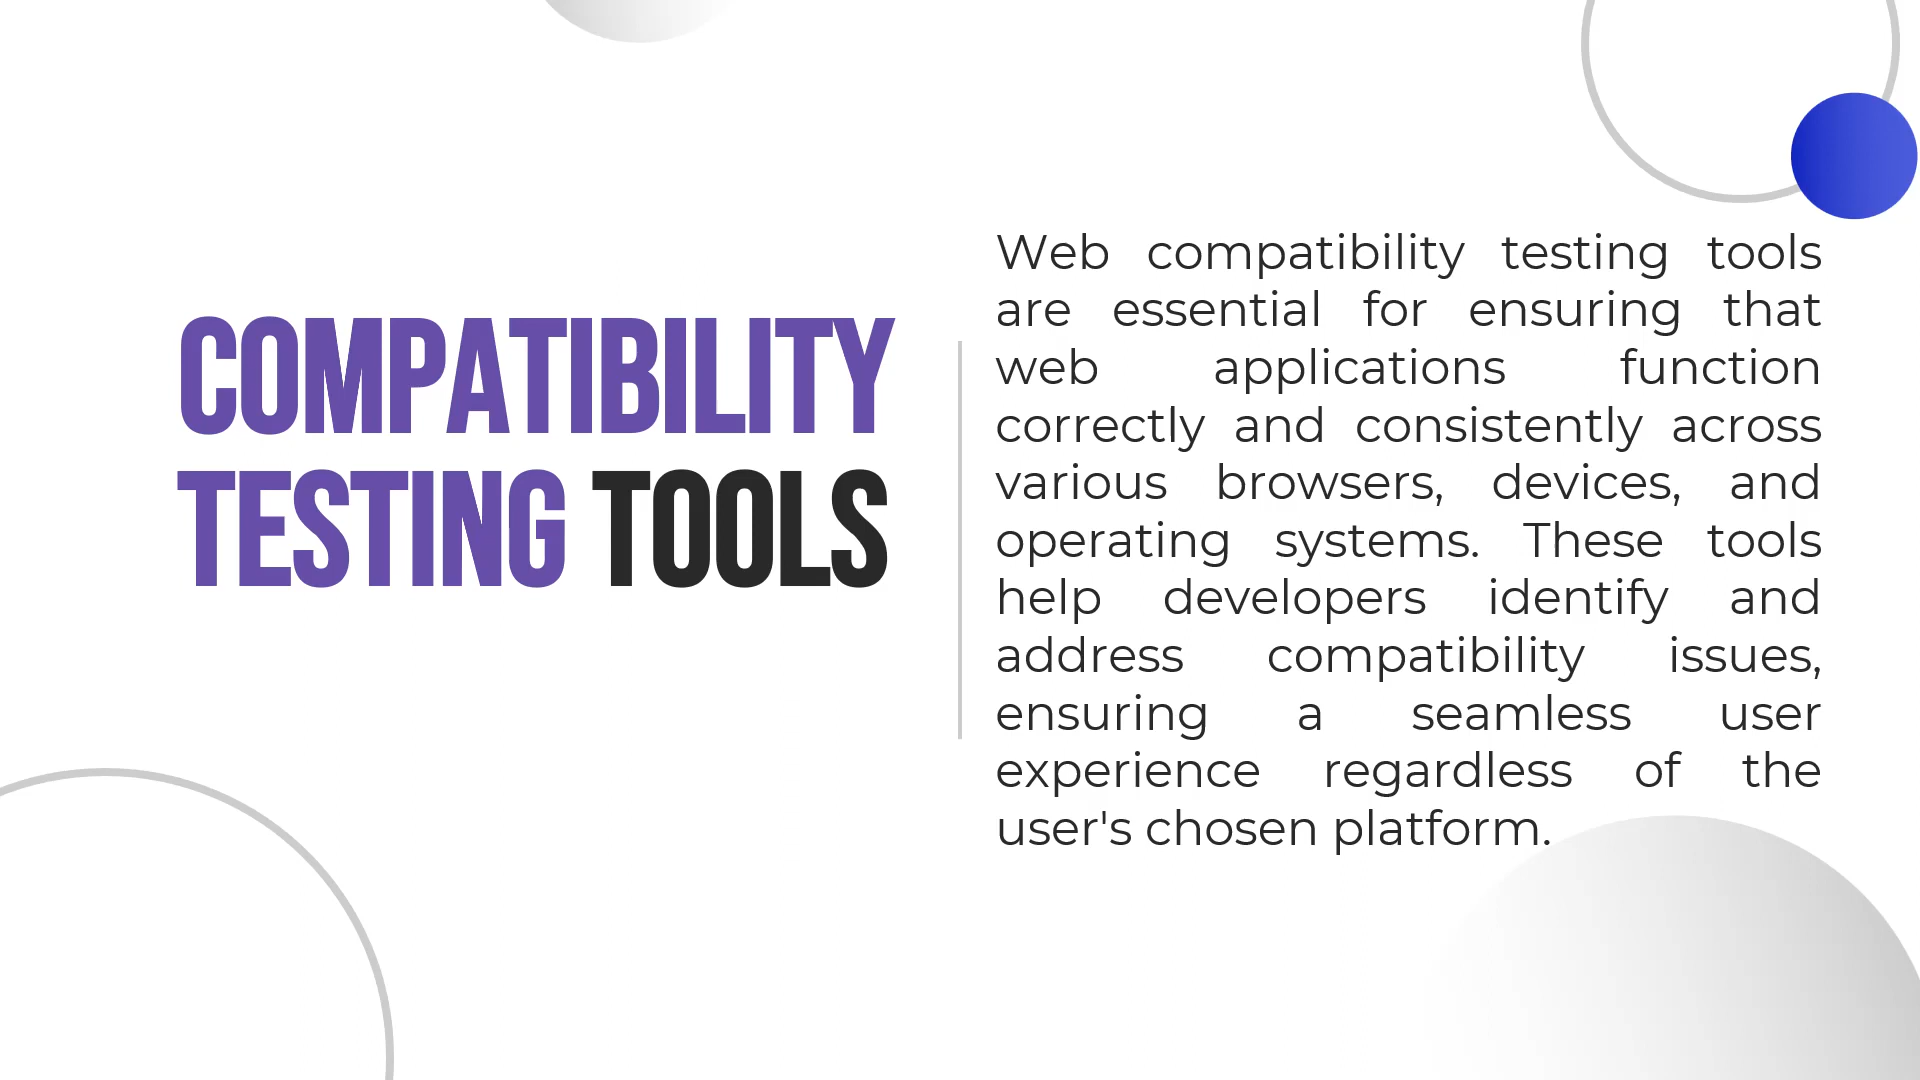 COMPATIBILITY
TESTING TOOLS
Web compatibility testing tools
are essential for ensuring that
web applications function
correctly and consistently across
various browsers, devices, and
operating systems. These tools
help developers identify and
address compatibility issues,
ensuring a seamless user
experience regardless of the
user's chosen platform.